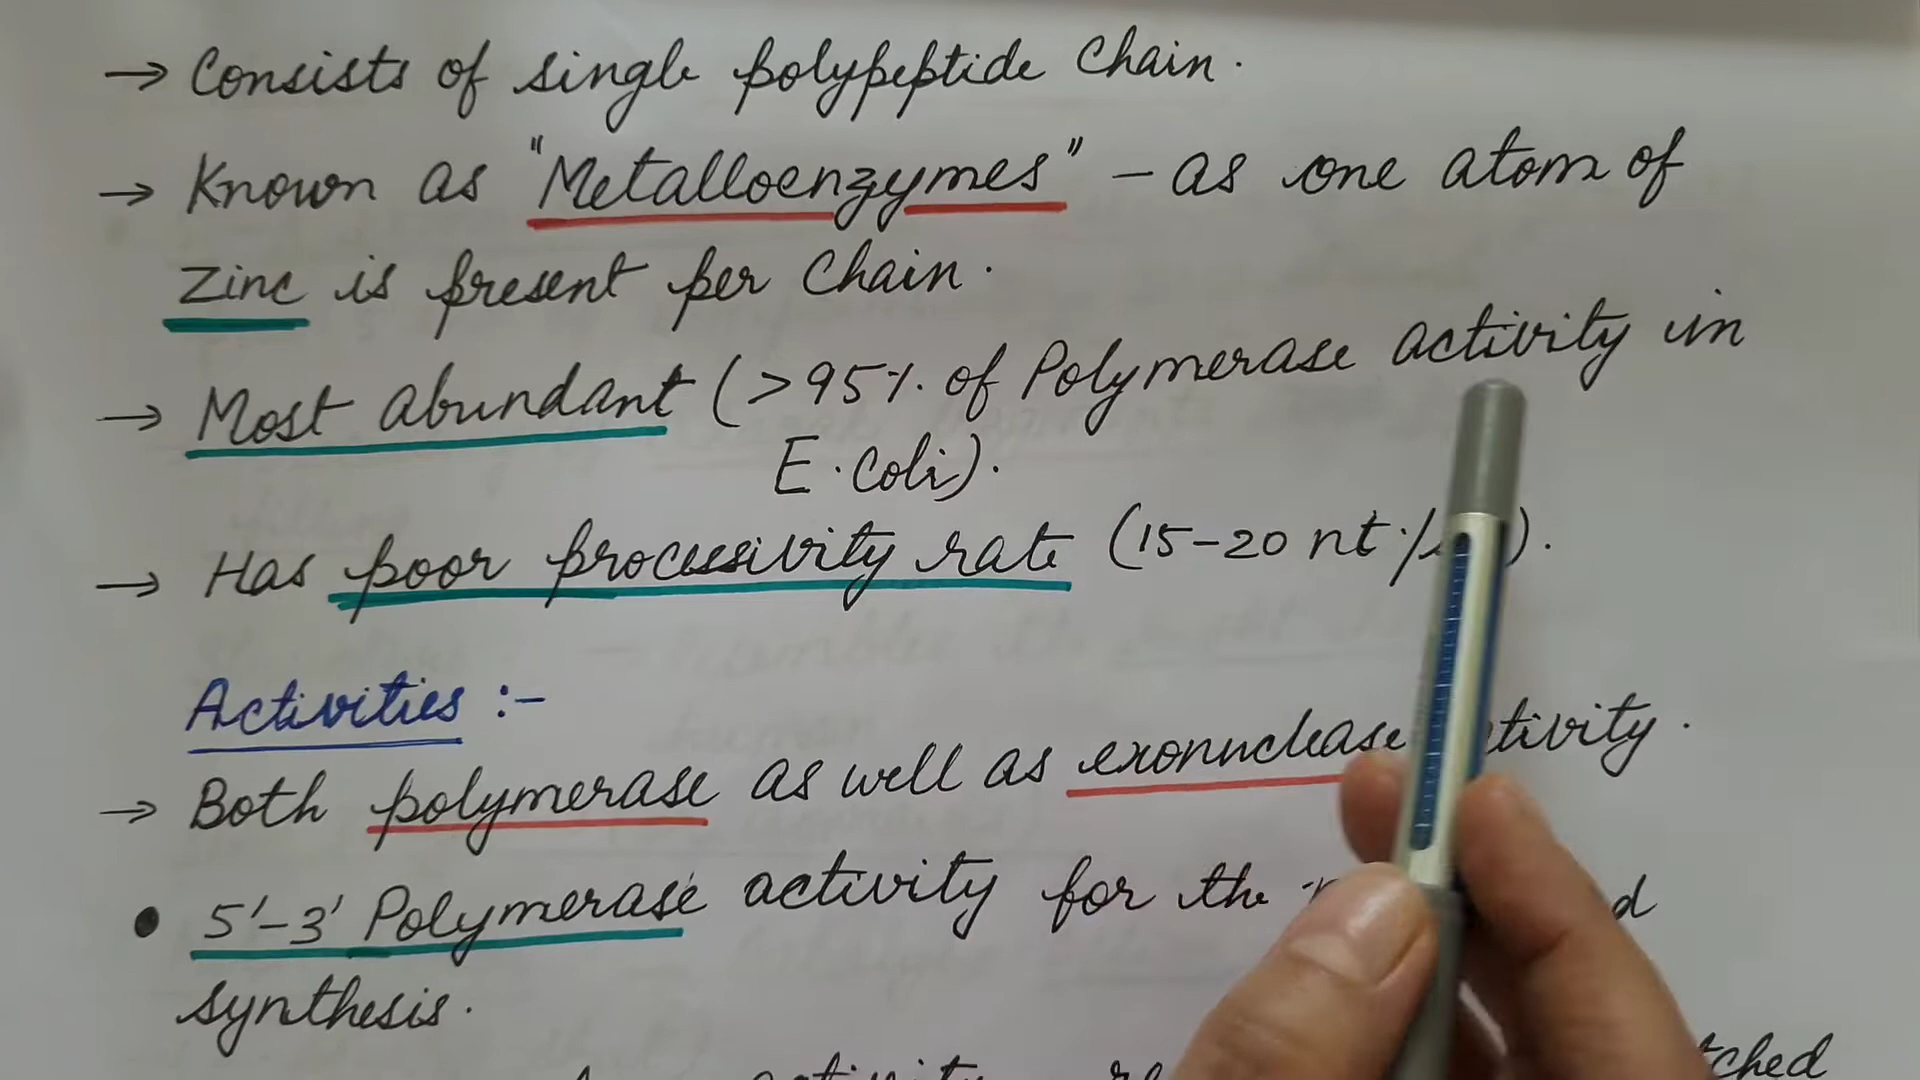 → Consists of single polypeptide chain.
→ Known as "Metalloenzymes" - as one atom of
Zinc is present per chain.
→ Most abundant (>95% of Polymerase activity in
E. Coli).
→ Has poor processivity rate (15-20 nt./ ).
Activities :-
→ Both polymerase as well as exonuclease activity.
• 5'-3' Polymerase activity for the
synthesis.
activity